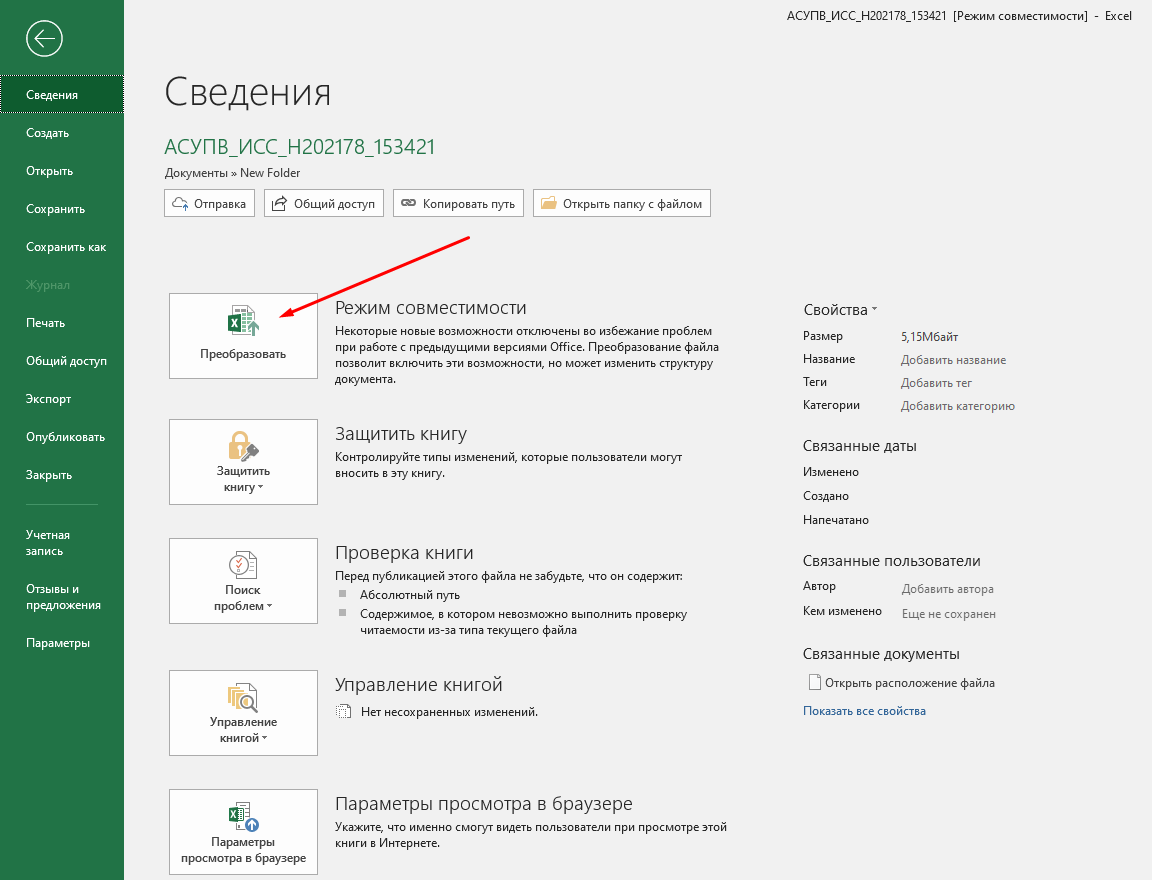 АСУПВ_ИСС_Н202178_153421 [Режим совместимости] - Excel
Сведения
Создать
Открыть
Сохранить
Сохранить как
Журнал
Печать
Общий доступ
Экспорт
Опубликовать
Закрыть
Учетная
запись
Отзывы и
предложения
Параметры
Сведения
АСУПВ_ИСС_Н202178_153421
Документы » New Folder
Отправка
Общий доступ
Копировать путь
Открыть папку с файлом
Преобразовать
Режим совместимости
Некоторые новые возможности отключены во избежание проблем
при работе с предыдущими версиями Office. Преобразование файла
позволит включить эти возможности, но может изменить структуру
документа.
Защитить
книгу
Защитить книгу
Контролируйте типы изменений, которые пользователи могут
вносить в эту книгу.
Поиск
проблем
Проверка книги
Перед публикацией этого файла не забудьте, что он содержит:
Абсолютный путь
Содержимое, в котором невозможно выполнить проверку
читаемости из-за типа текущего файла
Управление
книгой
Управление книгой
Нет несохраненных изменений.
Параметры
просмотра в браузере
Параметры просмотра в браузере
Укажите, что именно смогут видеть пользователи при просмотре этой
книги в Интернете.
Свойства
Размер 5,15Мбайт
Название Добавить название
Теги Добавить тег
Категории Добавить категорию
Связанные даты
Изменено
Создано
Напечатано
Связанные пользователи
Автор Добавить автора
Кем изменено Еще не сохранен
Связанные документы
Открыть расположение файла
Показать все свойства